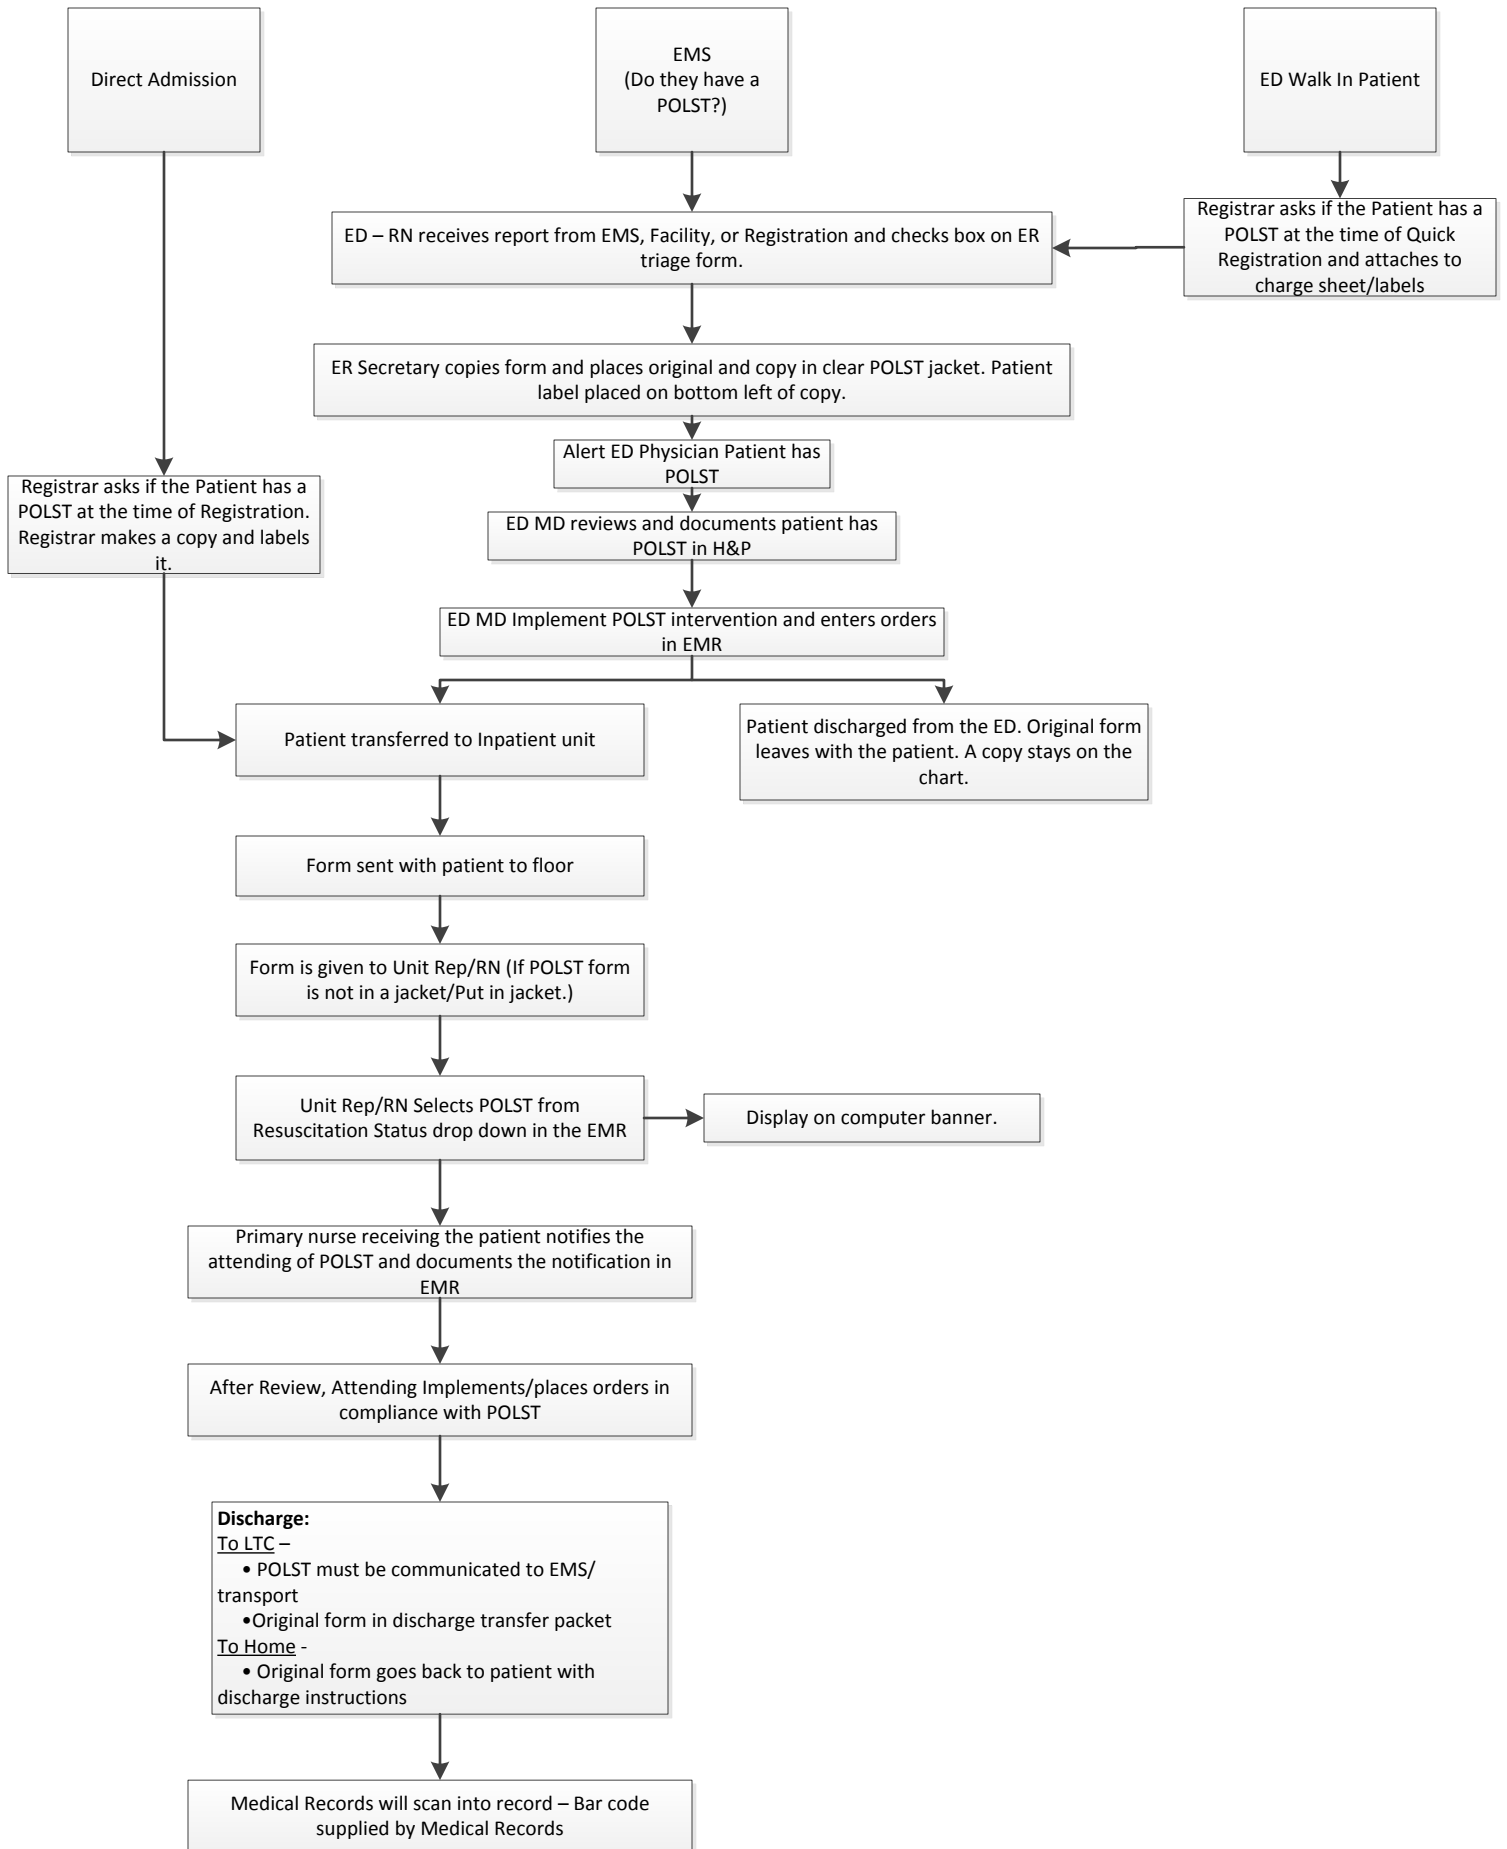 Direct Admission
EMS
(Do they have a
POLST?)
ED Walk In Patient
Registrar asks if the Patient has a
POLST at the time of Quick
Registration and attaches to
charge sheet/labels
ED – RN receives report from EMS, Facility, or Registration and checks box on ER
triage form.
ER Secretary copies form and places original and copy in clear POLST jacket. Patient
label placed on bottom left of copy.
Alert ED Physician Patient has
POLST
Registrar asks if the Patient has a
POLST at the time of Registration.
Registrar makes a copy and labels
it.
ED MD reviews and documents patient has
POLST in H&P
ED MD Implement POLST intervention and enters orders
in EMR
Patient transferred to Inpatient unit
Patient discharged from the ED. Original form
leaves with the patient. A copy stays on the
chart.
Form sent with patient to floor
Form is given to Unit Rep/RN (If POLST form
is not in a jacket/Put in jacket.)
Unit Rep/RN Selects POLST from
Resuscitation Status drop down in the EMR
Display on computer banner.
Primary nurse receiving the patient notifies the
attending of POLST and documents the notification in
EMR
After Review, Attending Implements/places orders in
compliance with POLST
Discharge:
To LTC –
• POLST must be communicated to EMS/
transport
•Original form in discharge transfer packet
To Home -
• Original form goes back to patient with
discharge instructions
Medical Records will scan into record – Bar code
supplied by Medical Records